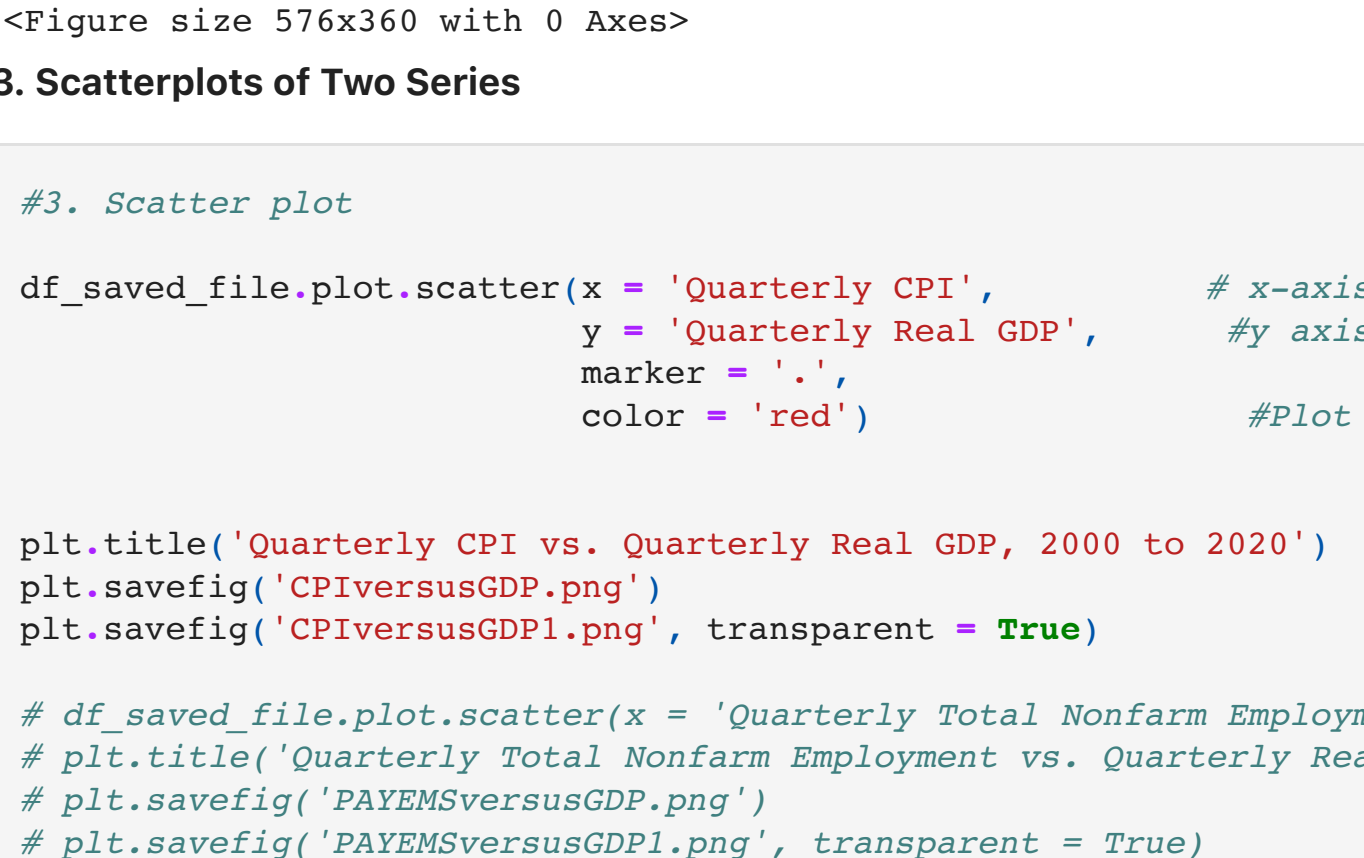 <Figure size 576x360 with 0 Axes>
3. Scatterplots of Two Series
#3. Scatter plot
df_saved_file.plot.scatter(x = 'Quarterly CPI', # x-axis
y = 'Quarterly Real GDP', #y axis
marker = '.',
color = 'red') #Plot
plt.title('Quarterly CPI vs. Quarterly Real GDP, 2000 to 2020')
plt.savefig('CPIversusGDP.png')
plt.savefig('CPIversusGDP1.png', transparent = True)
# df_saved_file.plot.scatter(x = 'Quarterly Total Nonfarm
# plt.title('Quarterly Total Nonfarm Employment vs. Quarterly
# plt.savefig('PAYEMSversusGDP.png')
# plt.savefig('PAYEMSversusGDP1.png', transparent = True)